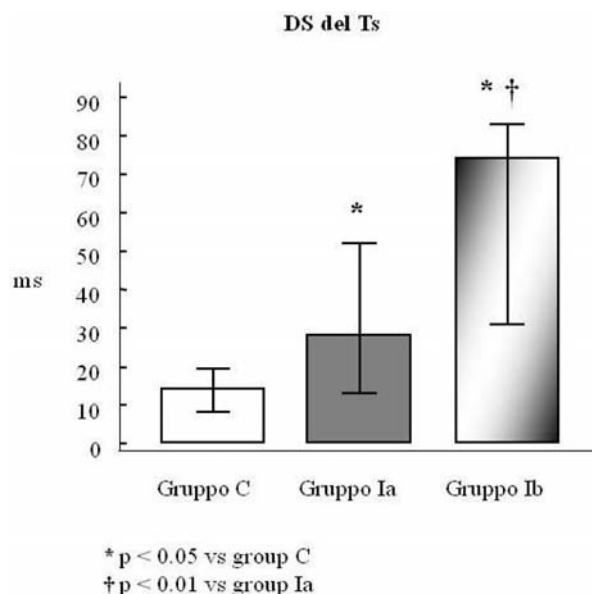 DS del Ts
* †
90
80
70
*
60
50
ms
40
30
20
10
0
Gruppo C Gruppo Ia Gruppo Ib
* p < 0.05 vs group C
† p < 0.01 vs group Ia